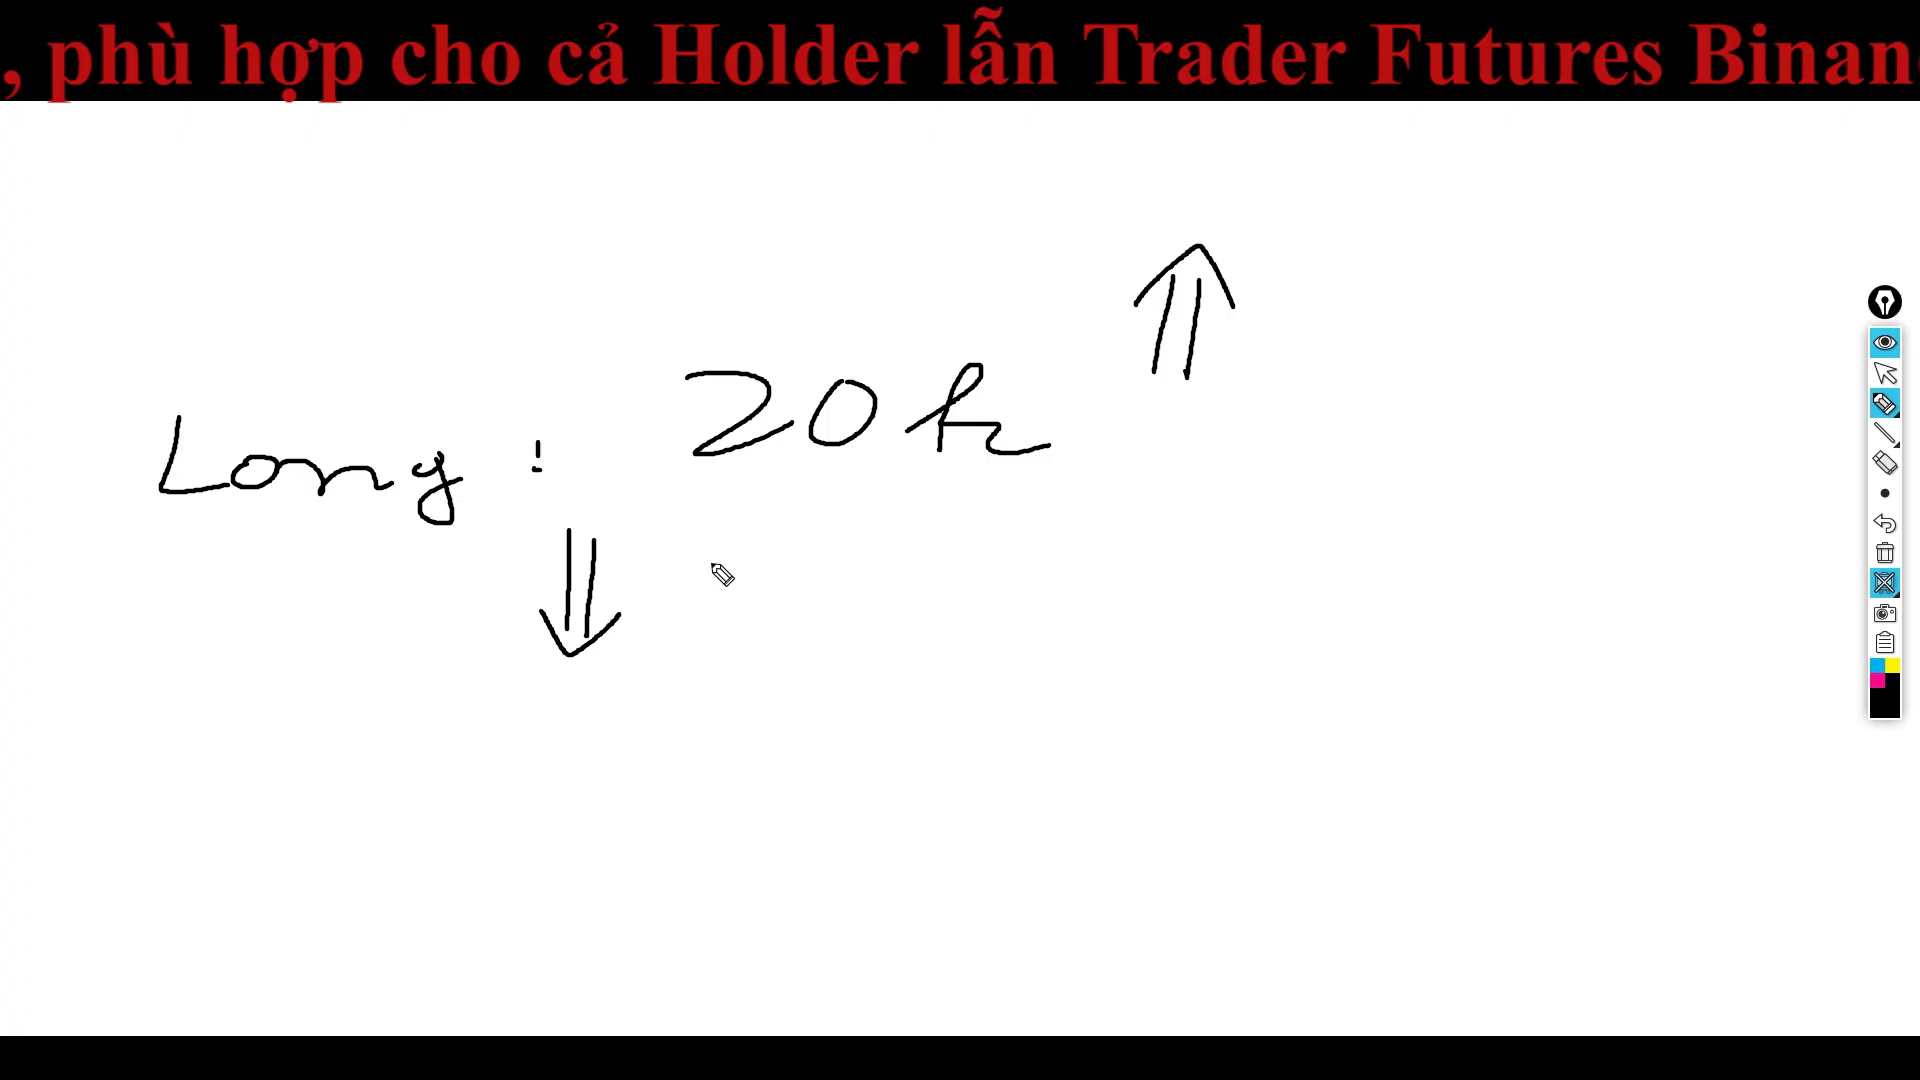 , phù hợp cho cả Holder lẫn Trader Futures Binan
Long : 20k